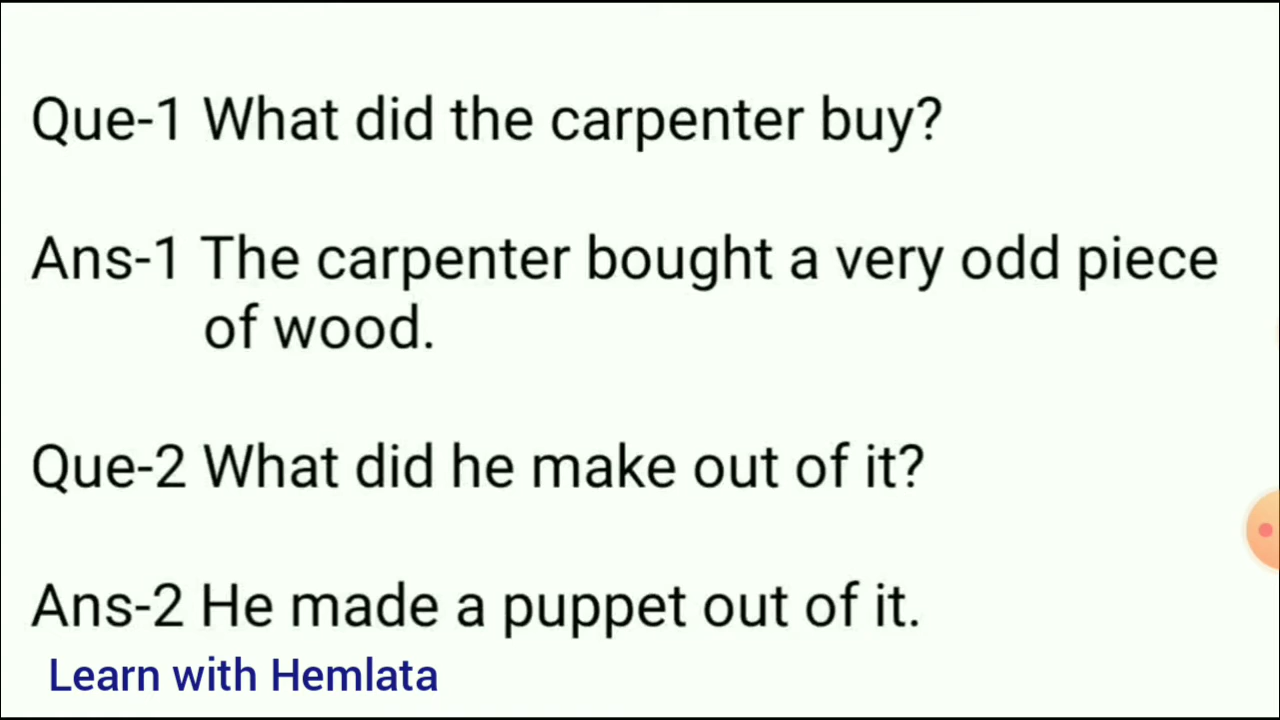 Que-1 What did the carpenter buy?
Ans-1 The carpenter bought a very odd piece
of wood.
Que-2 What did he make out of it?
Ans-2 He made a puppet out of it.
Learn with Hemlata